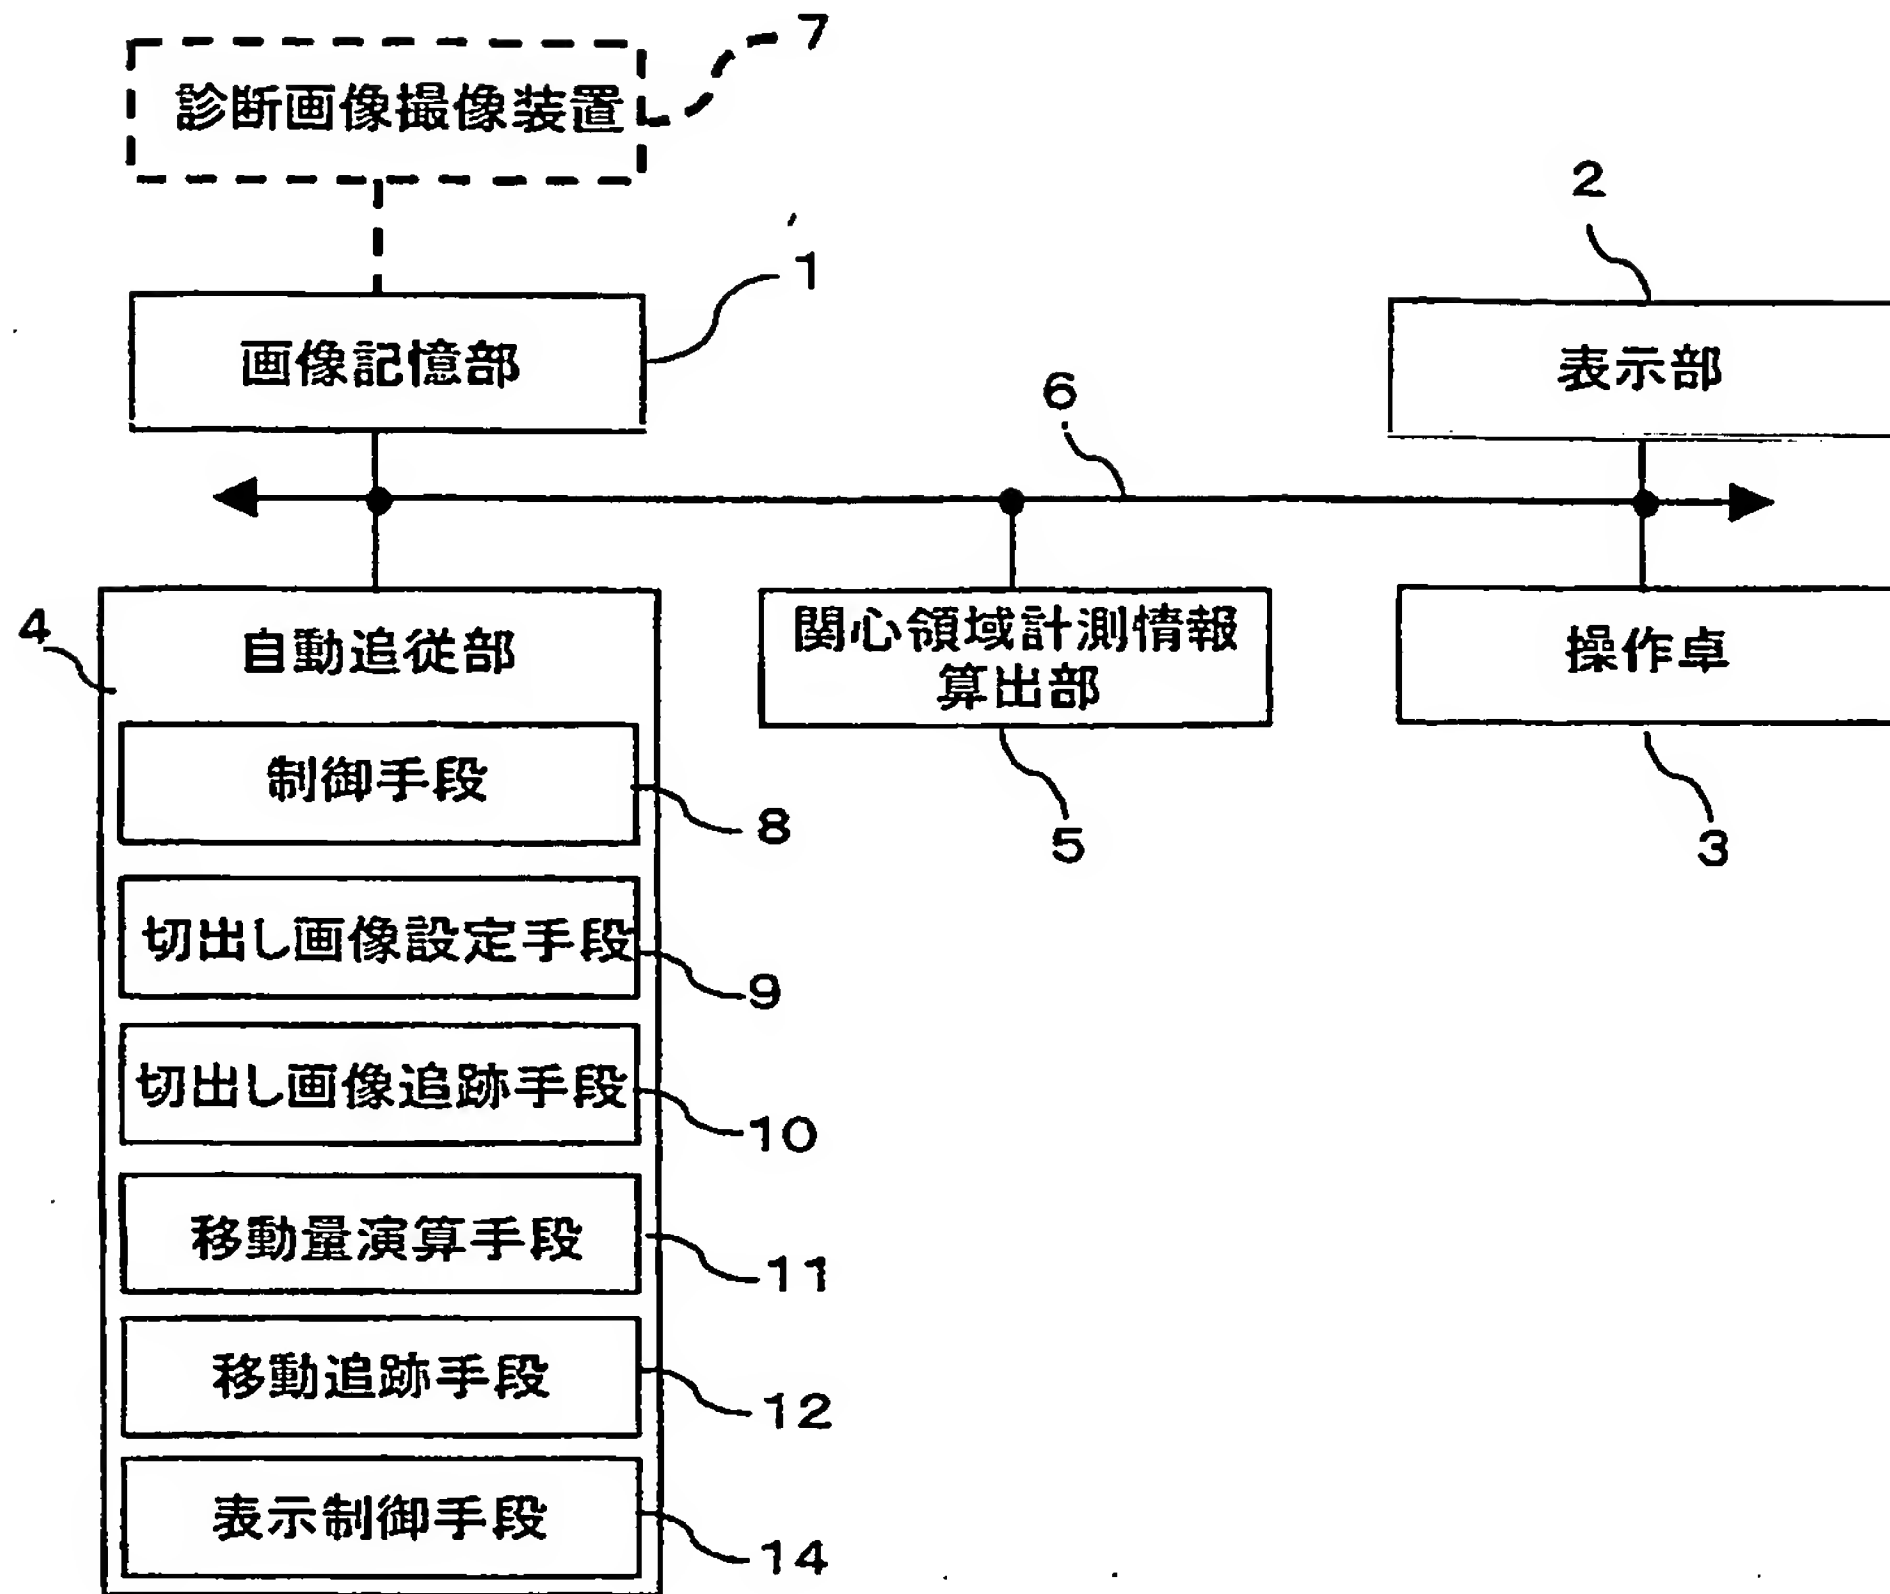 診断画像撮像装置
7
画像記憶部
1
2
表示部
6
4
自動追従部
関心領域計測情報
算出部
5
操作卓
3
制御手段
8
切出し画像設定手段
9
切出し画像追跡手段
10
移動量演算手段
11
移動追跡手段
12
表示制御手段
14